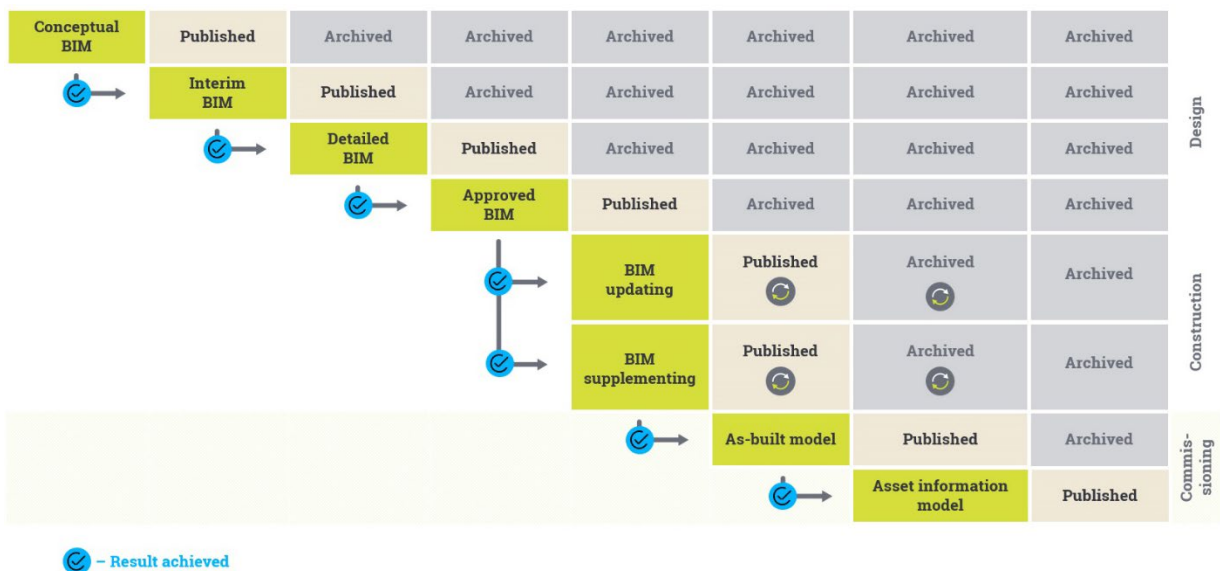 Conceptual
BIM
Published
Archived
Archived
Archived
Archived
Archived
Archived
Interim
BIM
Published
Archived
Archived
Archived
Archived
Archived
Detailed
BIM
Published
Archived
Archived
Archived
Archived
Design
Approved
BIM
Published
Archived
Archived
Archived
BIM
updating
Published
Archived
Archived
BIM
supplementing
Published
Archived
Archived
Construction
As-built model
Published
Archived
Asset information
model
Published
Commis-
sioning
– Result achieved